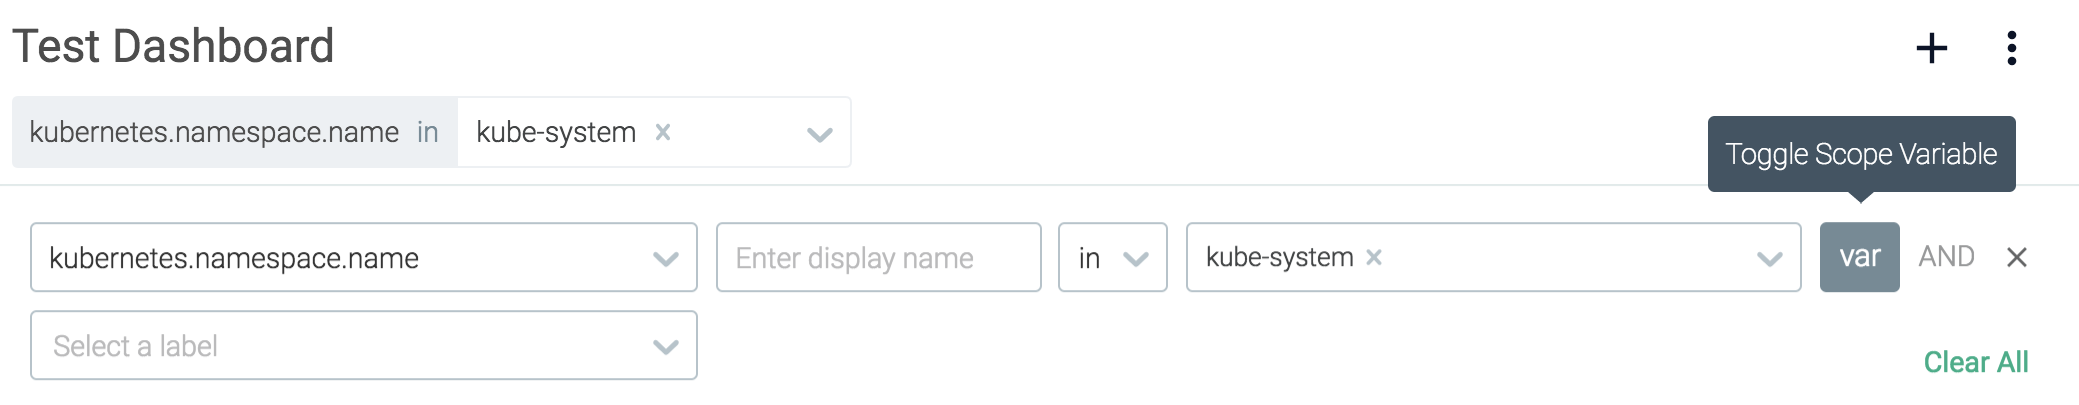 Test Dashboard
kubernetes.namespace.name in kube-system
Toggle Scope Variable
kubernetes.namespace.name Enter display name in kube-system var AND
Select a label
Clear All